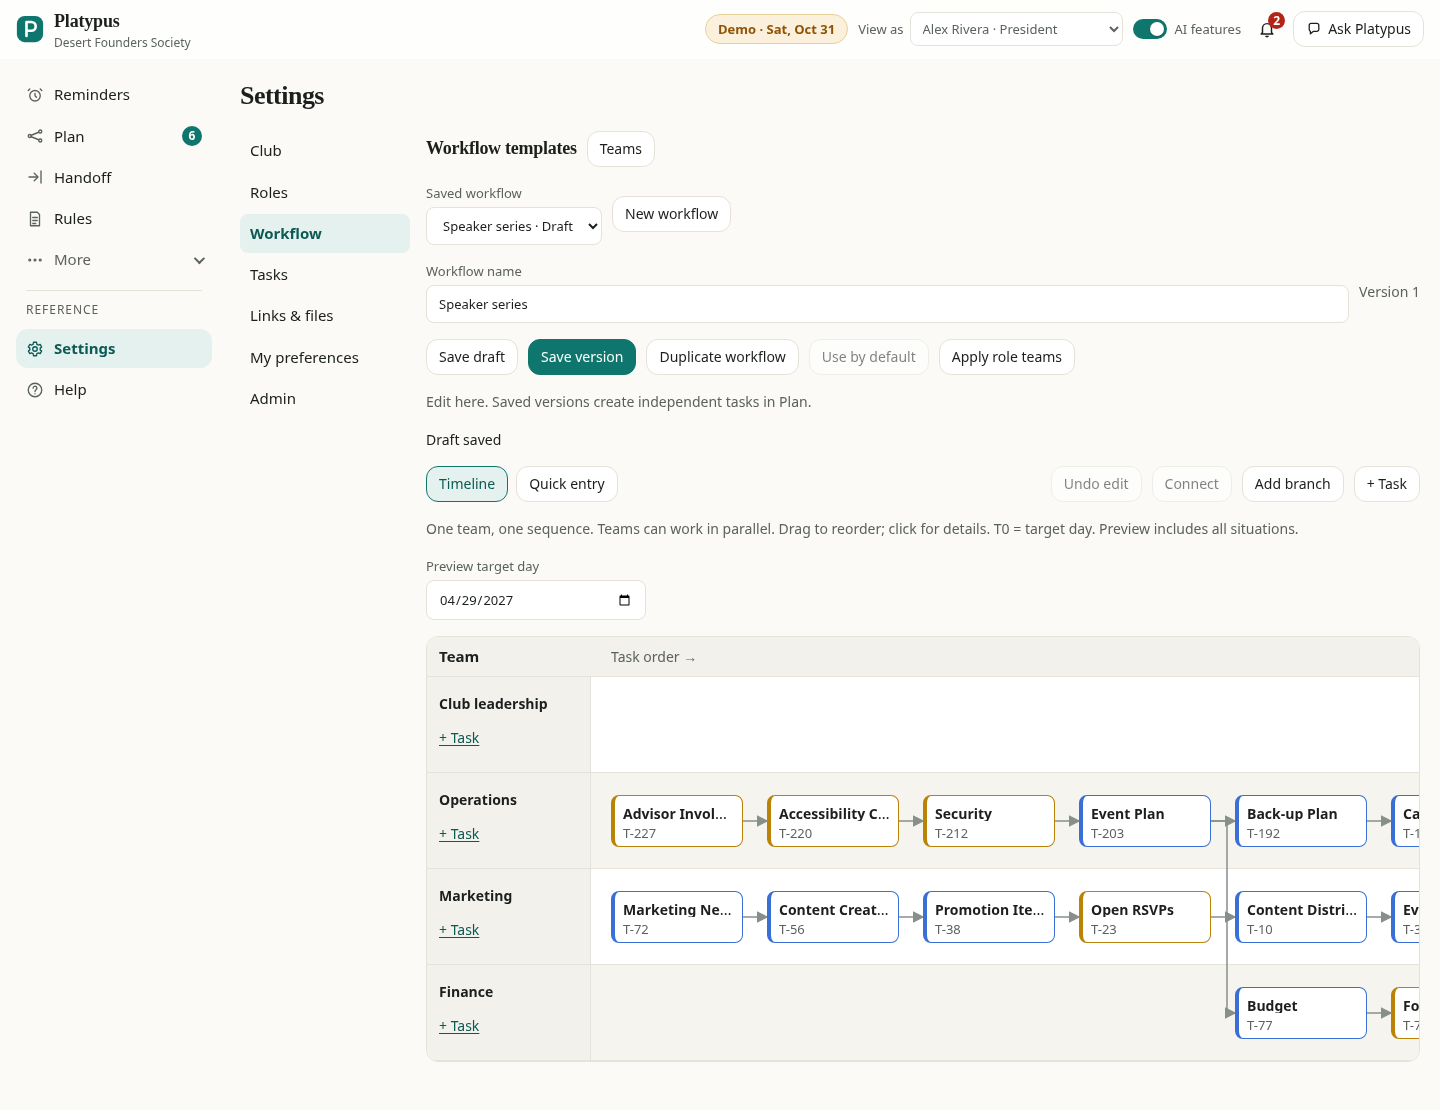 Platypus
Desert Founders Society
Demo · Sat, Oct 31
View as
Alex Rivera · President
AI features
2
Ask Platypus
Reminders
Plan
6
Handoff
Rules
More
REFERENCE
Settings
Help
Settings
Club
Roles
Workflow
Tasks
Links & files
My preferences
Admin
Workflow templates
Teams
Saved workflow
Speaker series · Draft
New workflow
Workflow name
Speaker series
Version 1
Save draft
Save version
Duplicate workflow
Use by default
Apply role teams
Edit here. Saved versions create independent tasks in Plan.
Draft saved
Timeline
Quick entry
Undo edit
Connect
Add branch
+ Task
One team, one sequence. Teams can work in parallel. Drag to reorder; click for details. T0 = target day. Preview includes all situations.
Preview target day
04/29/2027
Team
Task order →
Club leadership
+ Task
Operations
+ Task
Advisor Invol...
T-227
Accessibility C...
T-220
Security
T-212
Event Plan
T-203
Back-up Plan
T-192
Ca
T-1
Marketing
+ Task
Marketing Ne...
T-72
Content Creat...
T-56
Promotion Ite...
T-38
Open RSVPs
T-23
Content Distri...
T-10
Ev
T-3
Finance
+ Task
Budget
T-77
Fo
T-7